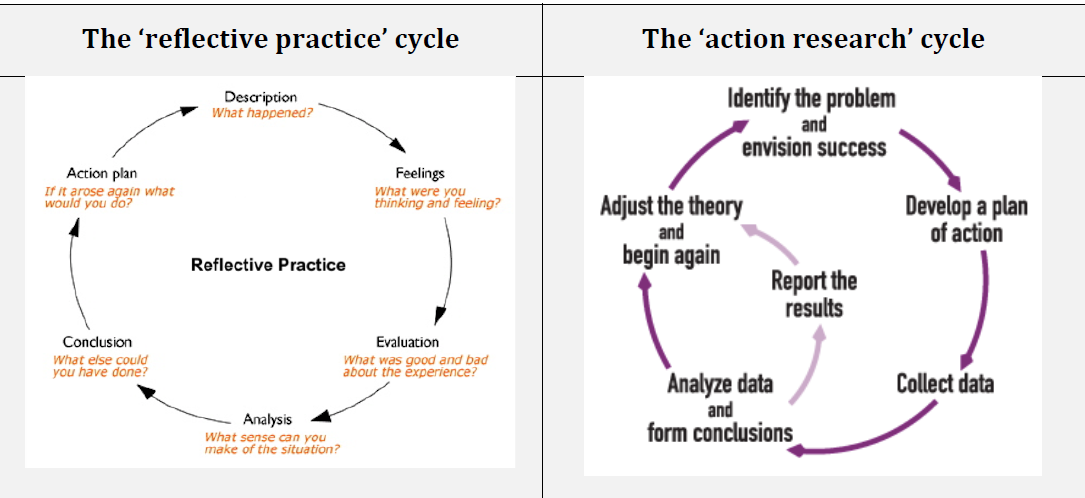 The ‘reflective practice’ cycle
Description
What happened?
Feelings
What were you
thinking and feeling?
Evaluation
What was good and bad
about the experience?
Analysis
What sense can you
make of the situation?
Conclusion
What else could
you have done?
Action plan
If it arose again what
would you do?
Reflective Practice
The ‘action research’ cycle
Identify the problem
and
envision success
Develop a plan
of action
Collect data
Analyze data
and
form conclusions
Report the
results
Adjust the theory
and
begin again